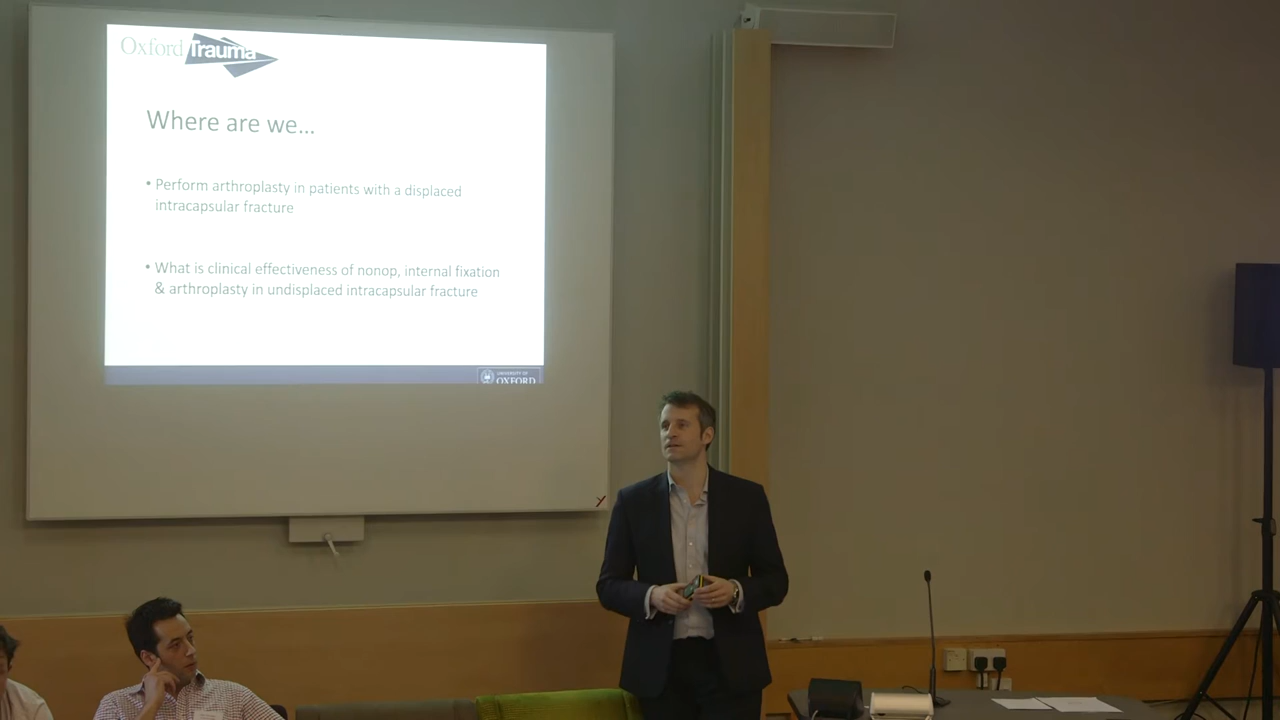 Oxford Trauma
Where are we...
• Perform arthroplasty in patients with a displaced
intracapsular fracture
• What is clinical effectiveness of nonop, internal fixation
& arthroplasty in undisplaced intracapsular fracture
UNIVERSITY OF
OXFORD